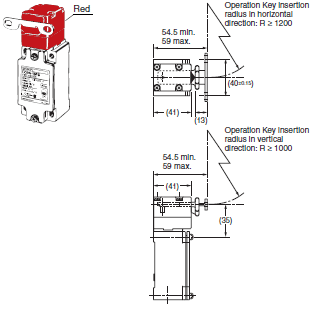 Red
Operation Key insertion
radius in horizontal
direction: R ≥ 1200
54.5 min.
59 max.
(40±0.15)
(41)
(13)
Operation Key insertion
radius in vertical
direction: R ≥ 1000
54.5 min.
59 max.
(41)
(35)